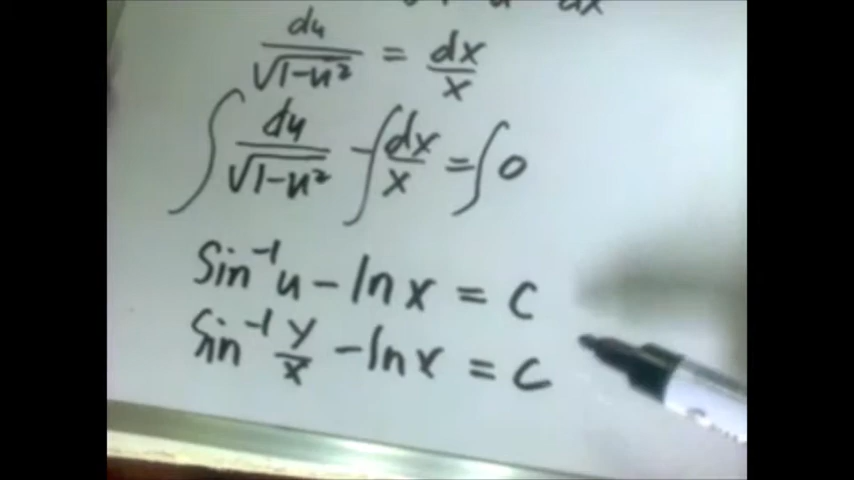 du/√1-u² = dx/x
∫ du/√1-u² - ∫ dx/x = ∫ 0
Sin⁻¹u - ln x = C
Sin⁻¹ y/x - ln x = C